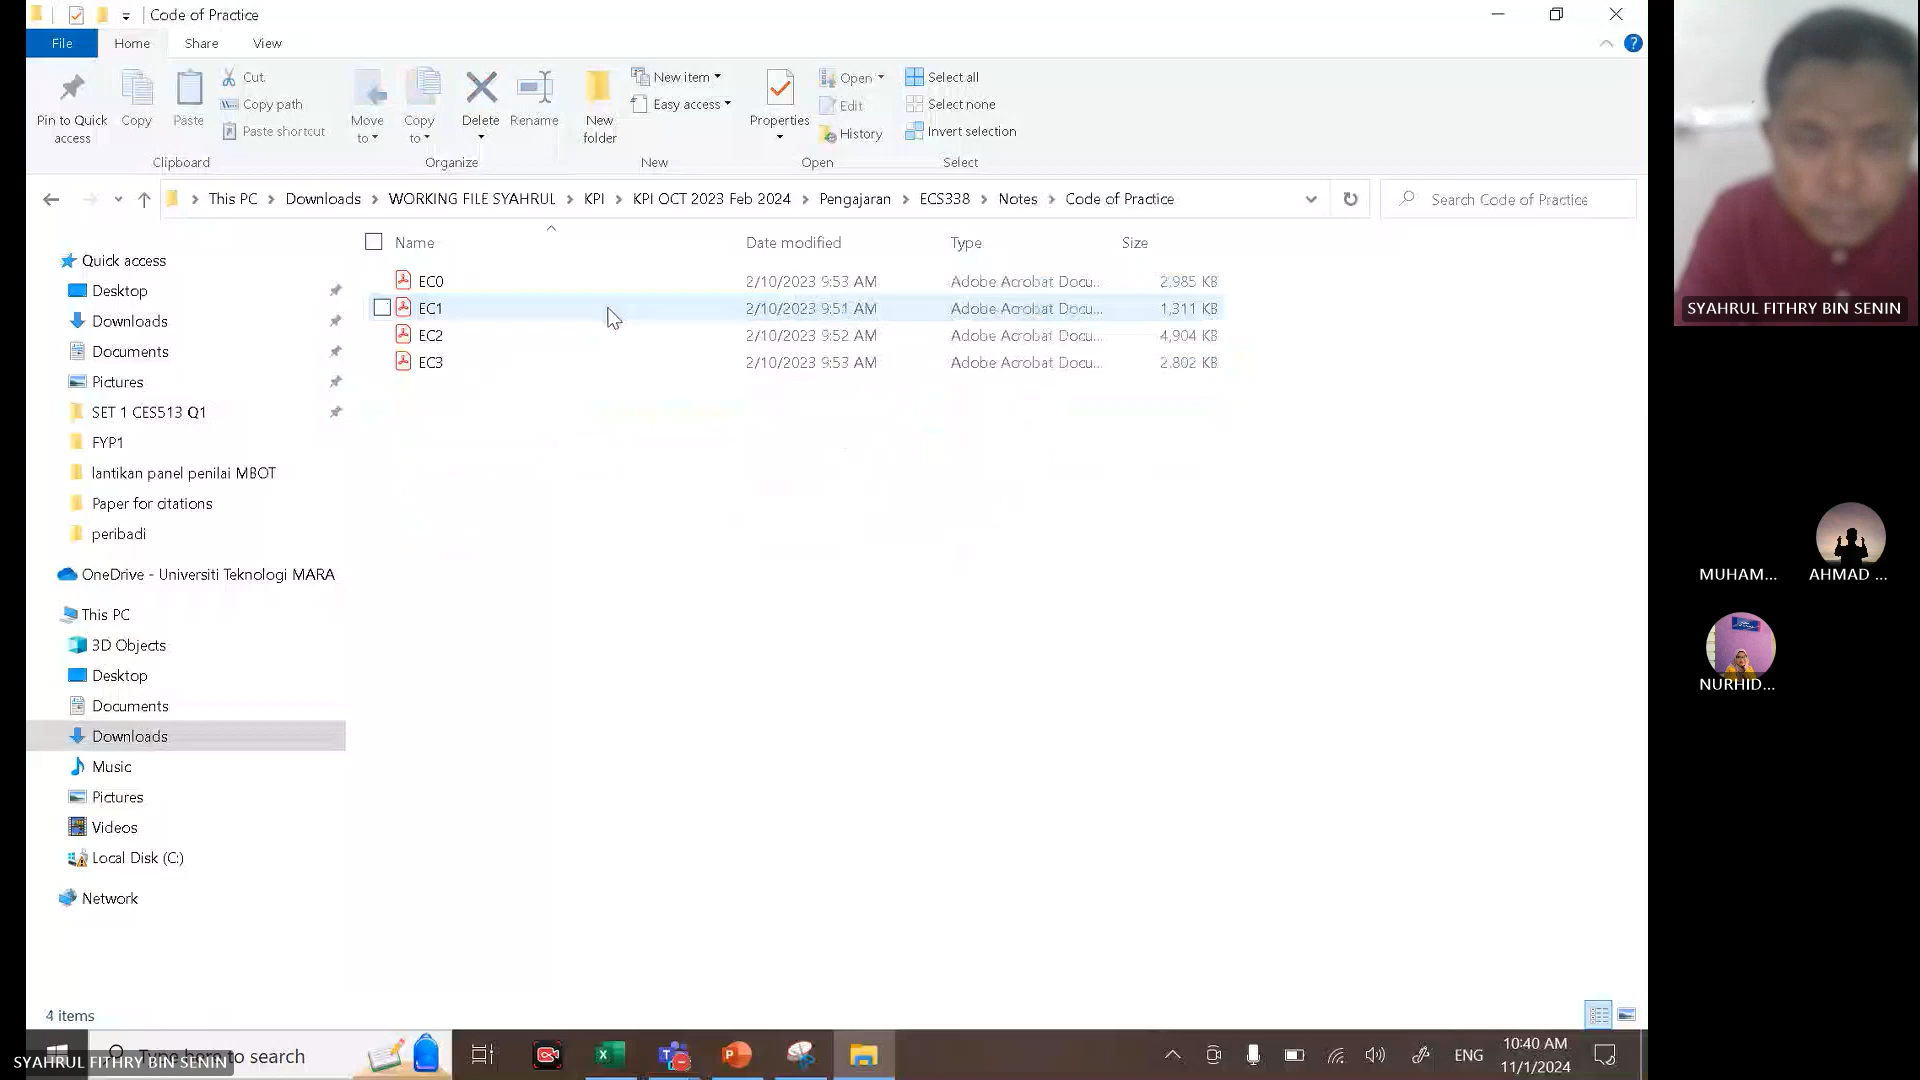 Code of Practice
File Home Share View
Pin to Quick access
Copy
Paste
Cut
Copy path
Paste shortcut
Clipboard
Move to
Copy to
Delete
Rename
Organize
New folder
New item
Easy access
New
Properties
Open
Edit
History
Open
Select all
Select none
Invert selection
Select
This PC > Downloads > WORKING FILE SYAHRUL > KPI > KPI OCT 2023 Feb 2024 > Pengajaran > ECS338 > Notes > Code of Practice
Search Code of Practice
Name Date modified Type Size
EC0 2/10/2023 9:53 AM Adobe Acrobat Docu... 2,985 KB
EC1 2/10/2023 9:51 AM Adobe Acrobat Docu... 1,311 KB
EC2 2/10/2023 9:52 AM Adobe Acrobat Docu... 4,904 KB
EC3 2/10/2023 9:53 AM Adobe Acrobat Docu... 2,802 KB
Quick access
Desktop
Downloads
Documents
Pictures
SET 1 CES513 Q1
FYP1
lantikan panel penilai MBOT
Paper for citations
peribadi
OneDrive - Universiti Teknologi MARA
This PC
3D Objects
Desktop
Documents
Downloads
Music
Pictures
Videos
Local Disk (C:)
Network
4 items
SYAHRUL FITHRY BIN SENIN
MUHAM...
AHMAD ...
NURHID...
Type here to search
SYAHRUL FITHRY BIN SENIN
ENG
10:40 AM
11/1/2024